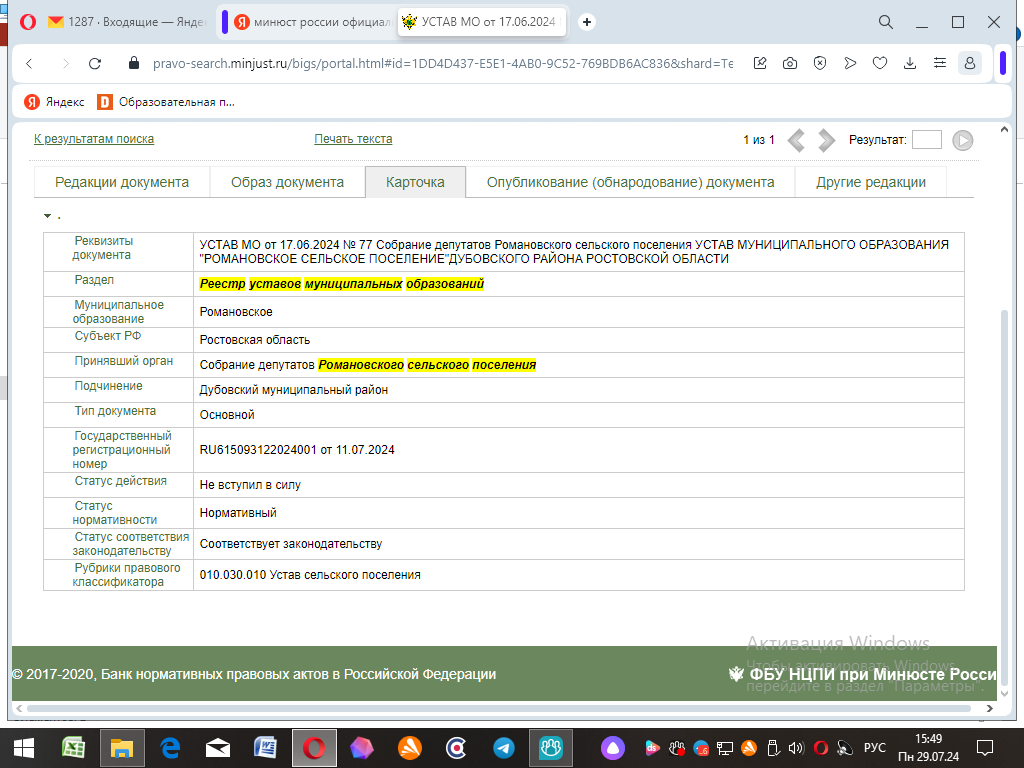 1287 · Входящие — Янде
минюст россии официал
УСТАВ МО от 17.06.2024
pravo-search.minjust.ru/bigs/portal.html#id=1DD4D437-E5E1-4AB0-9C52-769BDB6AC836&shard=Те
Яндекс
Образовательная п...
К результатам поиска
Печать текста
1 из 1
Результат:
Редакции документа
Образ документа
Карточка
Опубликование (обнародование) документа
Другие редакции
.
Реквизиты документа
УСТАВ МО от 17.06.2024 № 77 Собрание депутатов Романовского сельского поселения УСТАВ МУНИЦИПАЛЬНОГО ОБРАЗОВАНИЯ
"РОМАНОВСКОЕ СЕЛЬСКОЕ ПОСЕЛЕНИЕ"ДУБОВСКОГО РАЙОНА РОСТОВСКОЙ ОБЛАСТИ
Раздел
Реестр уставов муниципальных образований
Муниципальное
образование
Романовское
Субъект РФ
Ростовская область
Принявший орган
Собрание депутатов Романовского сельского поселения
Подчинение
Дубовский муниципальный район
Тип документа
Основной
Государственный
регистрационный
номер
RU615093122024001 от 11.07.2024
Статус действия
Не вступил в силу
Статус
нормативности
Нормативный
Статус соответствия
законодательству
Соответствует законодательству
Рубрики правового
классификатора
010.030.010 Устав сельского поселения
Активация Windows
Чтобы активировать Windows,
перейдите в раздел "Параметры".
© 2017-2020, Банк нормативных правовых актов в Российской Федерации
ФБУ НЦПИ при Минюсте Росси
РУС
15:49
Пн 29.07.24